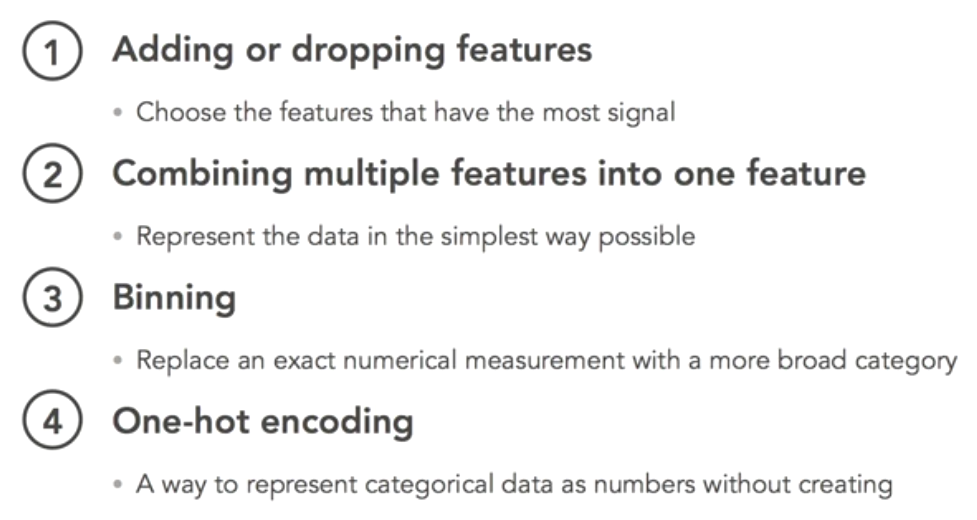 1 Adding or dropping features
• Choose the features that have the most signal
2 Combining multiple features into one feature
• Represent the data in the simplest way possible
3 Binning
• Replace an exact numerical measurement with a more broad category
4 One-hot encoding
• A way to represent categorical data as numbers without creating